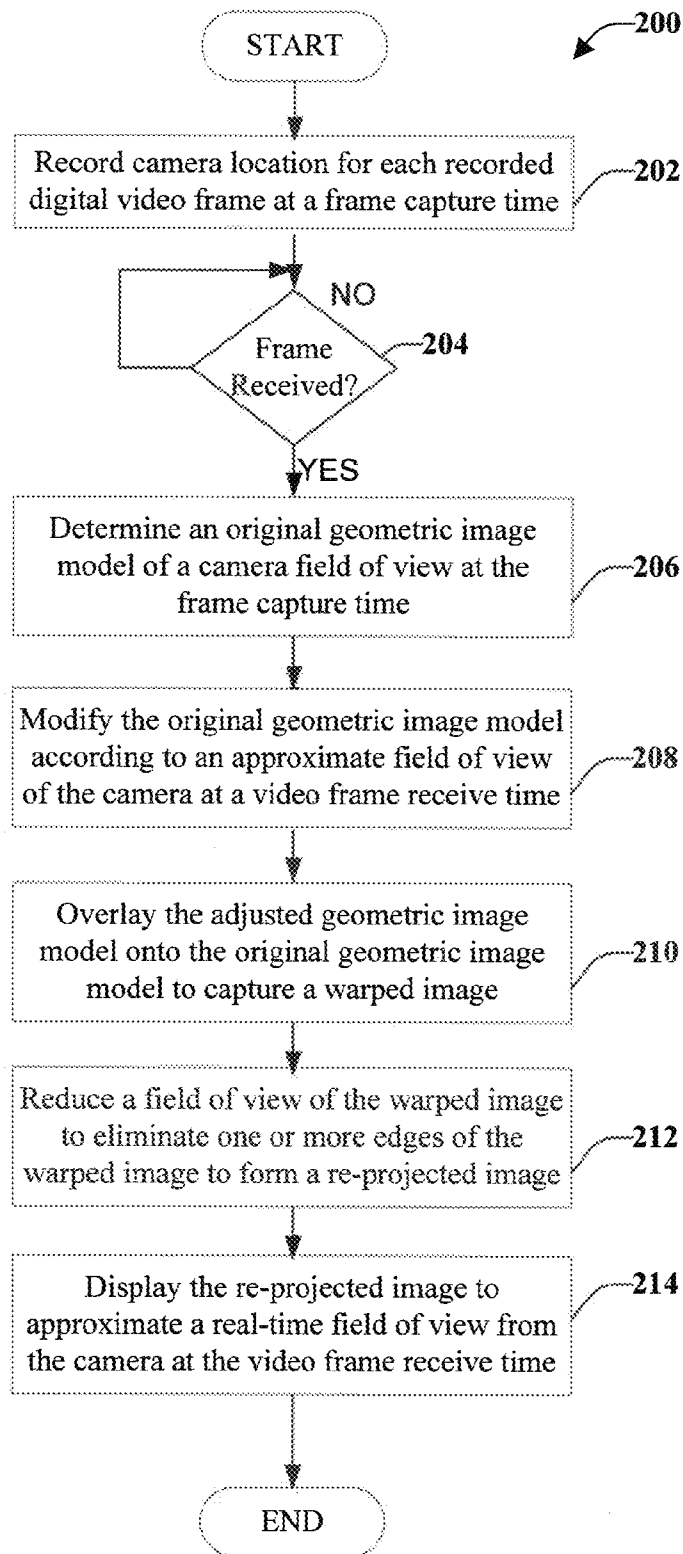 START
200
Record camera location for each recorded
digital video frame at a frame capture time
202
NO
Frame
Received?
204
YES
Determine an original geometric image
model of a camera field of view at the
frame capture time
206
Modify the original geometric image model
according to an approximate field of view
of the camera at a video frame receive time
208
Overlay the adjusted geometric image
model onto the original geometric image
model to capture a warped image
210
Reduce a field of view of the warped image
to eliminate one or more edges of the
warped image to form a re-projected image
212
Display the re-projected image to
approximate a real-time field of view from
the camera at the video frame receive time
214
END